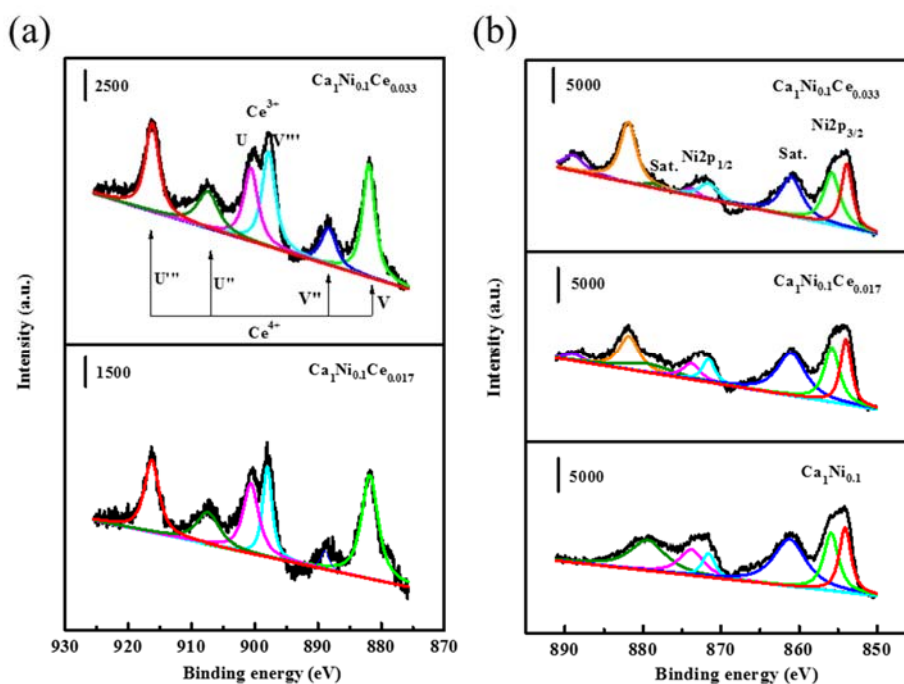 (a)
2500
Ca₁Ni₀.₁Ce₀.₀₃₃
Ce³⁺
U V'''
U''' U'' V'' V
Ce⁴⁺
1500
Ca₁Ni₀.₁Ce₀.₀₁₇
Intensity (a.u.)
Intensity (a.u.)
930 920 910 900 890 880 870
Binding energy (eV)
(b)
5000
Ca₁Ni₀.₁Ce₀.₀₃₃
Sat. Ni2p₁/₂ Sat. Ni2p₃/₂
5000
Ca₁Ni₀.₁Ce₀.₀₁₇
5000
Ca₁Ni₀.₁
Intensity (a.u.)
Intensity (a.u.)
890 880 870 860 850
Binding energy (eV)